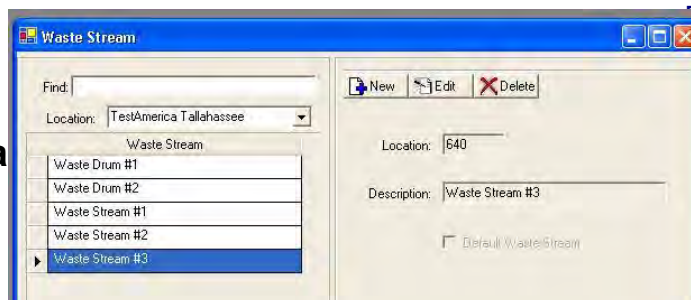 Waste Stream
Find:
Location: TestAmerica Tallahassee
Waste Stream
Waste Drum #1
Waste Drum #2
Waste Stream #1
Waste Stream #2
Waste Stream #3
New Edit Delete
Location: 640
Description: Waste Stream #3
Default Waste Stream
a